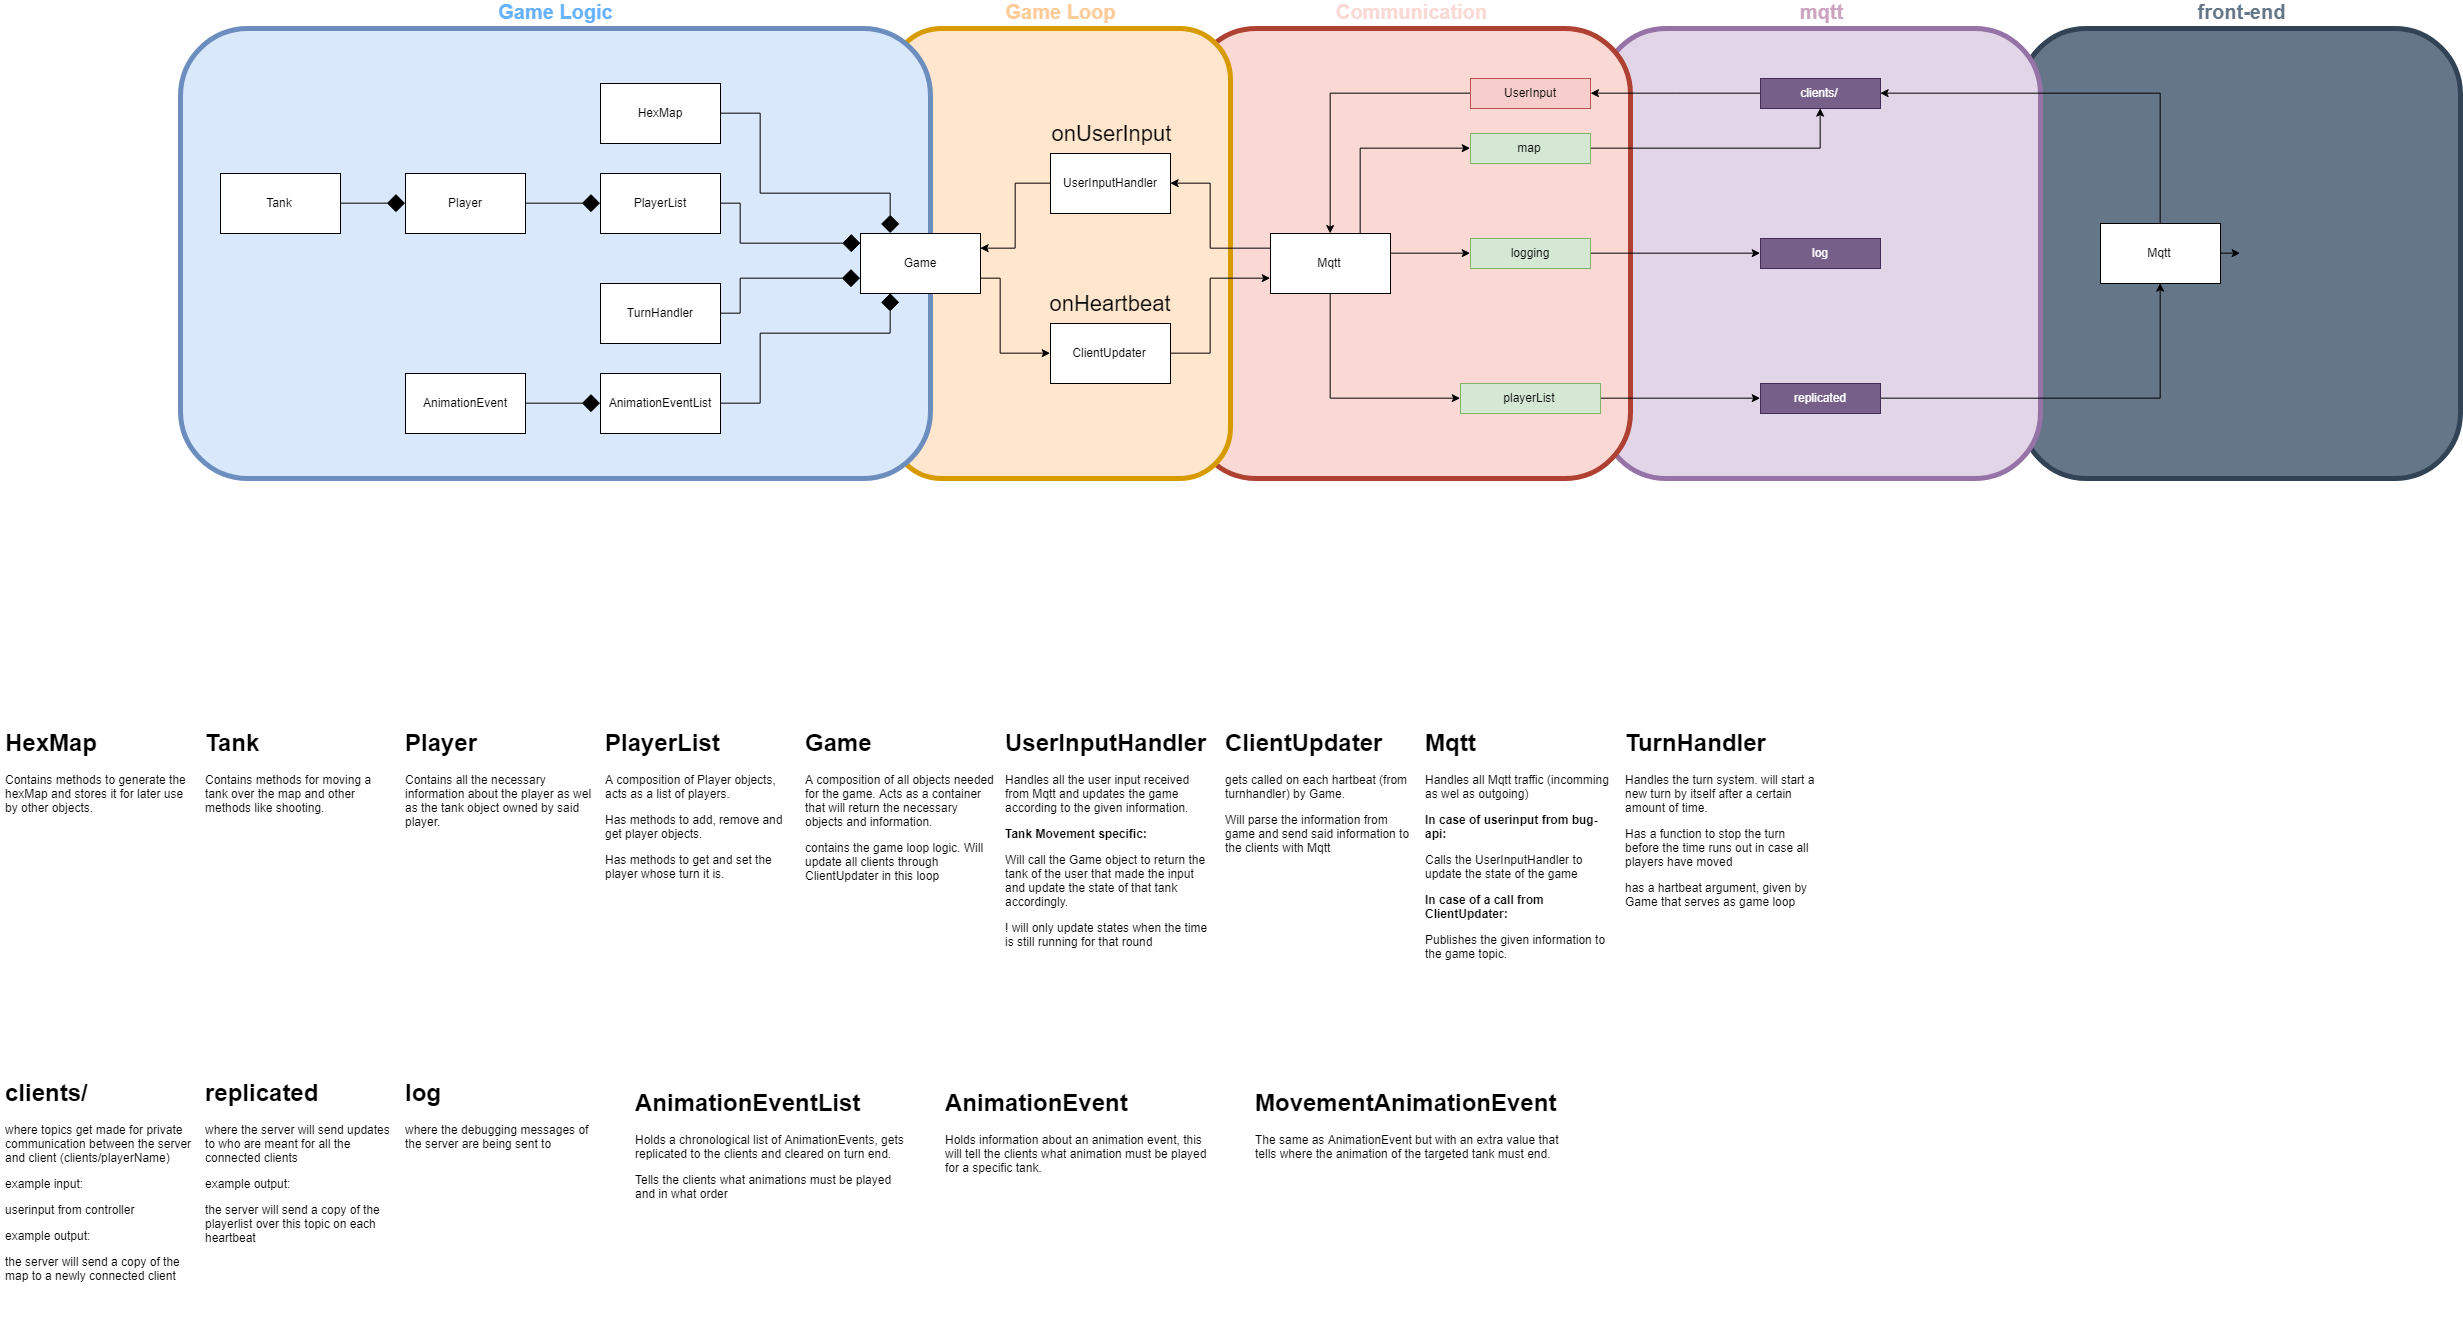 Game Logic
Game Loop
Communication
mqtt
front-end
HexMap
Tank
Player
PlayerList
TurnHandler
AnimationEvent
AnimationEventList
Game
onUserInput
UserInputHandler
onHeartbeat
ClientUpdater
Mqtt
UserInput
map
logging
playerList
clients/
log
replicated
Mqtt
HexMap
Contains methods to generate the
hexMap and stores it for later use
by other objects.
Tank
Contains methods for moving a
tank over the map and other
methods like shooting.
Player
Contains all the necessary
information about the player as wel
as the tank object owned by said
player.
PlayerList
A composition of Player objects,
acts as a list of players.
Has methods to add, remove and
get player objects.
Has methods to get and set the
player whose turn it is.
Game
A composition of all objects needed
for the game. Acts as a container
that will return the necessary
objects and information.
contains the game loop logic. Will
update all clients through
ClientUpdater in this loop
UserInputHandler
Handles all the user input received
from Mqtt and updates the game
according to the given information.
Tank Movement specific:
Will call the Game object to return the
tank of the user that made the input
and update the state of that tank
accordingly.
! will only update states when the time
is still running for that round
ClientUpdater
gets called on each hartbeat (from
turnhandler) by Game.
Will parse the information from
game and send said information to
the clients with Mqtt
Mqtt
Handles all Mqtt traffic (incomming
as wel as outgoing)
In case of userinput from bug-
api:
Calls the UserInputHandler to
update the state of the game
In case of a call from
ClientUpdater:
Publishes the given information to
the game topic.
TurnHandler
Handles the turn system. will start a
new turn by itself after a certain
amount of time.
Has a function to stop the turn
before the time runs out in case all
players have moved
has a hartbeat argument, given by
Game that serves as game loop
clients/
where topics get made for private
communication between the server
and client (clients/playerName)
example input:
userinput from controller
example output:
the server will send a copy of the
map to a newly connected client
replicated
where the server will send updates
to who are meant for all the
connected clients
example output:
the server will send a copy of the
playerlist over this topic on each
heartbeat
log
where the debugging messages of
the server are being sent to
AnimationEventList
Holds a chronological list of AnimationEvents, gets
replicated to the clients and cleared on turn end.
Tells the clients what animations must be played
and in what order
AnimationEvent
Holds information about an animation event, this
will tell the clients what animation must be played
for a specific tank.
MovementAnimationEvent
The same as AnimationEvent but with an extra value that
tells where the animation of the targeted tank must end.